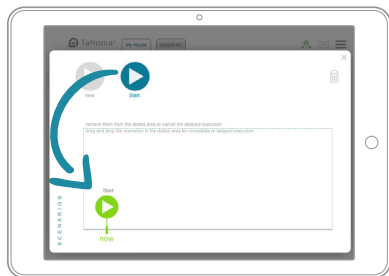 TaHoma®
My House
new
Start
remove them from the dotted area to cancel the delayed execution
drag and drop the scenarios in the dotted area for immediate or delayed execution
Start
now
SCENARIOS